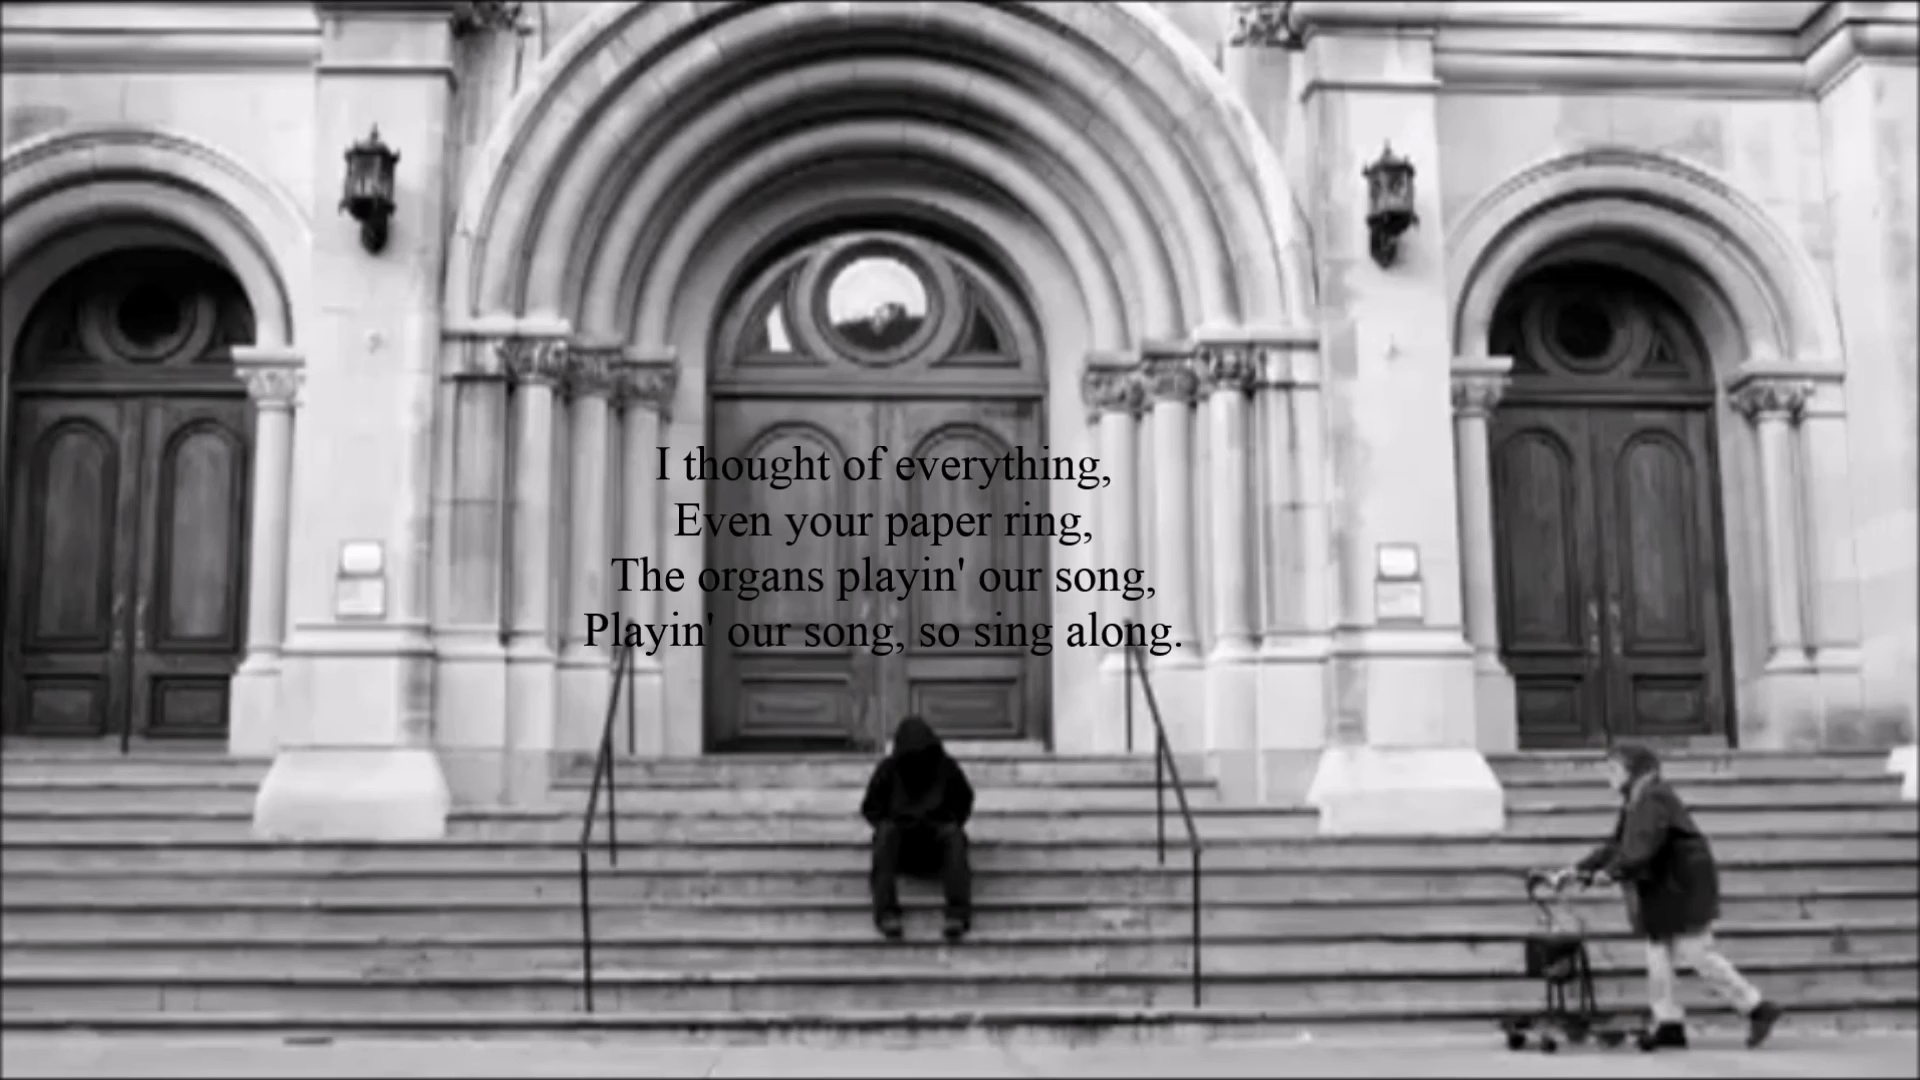 I thought of everything,
Even your paper ring,
The organs playin' our song,
Playin' our song, so sing along.